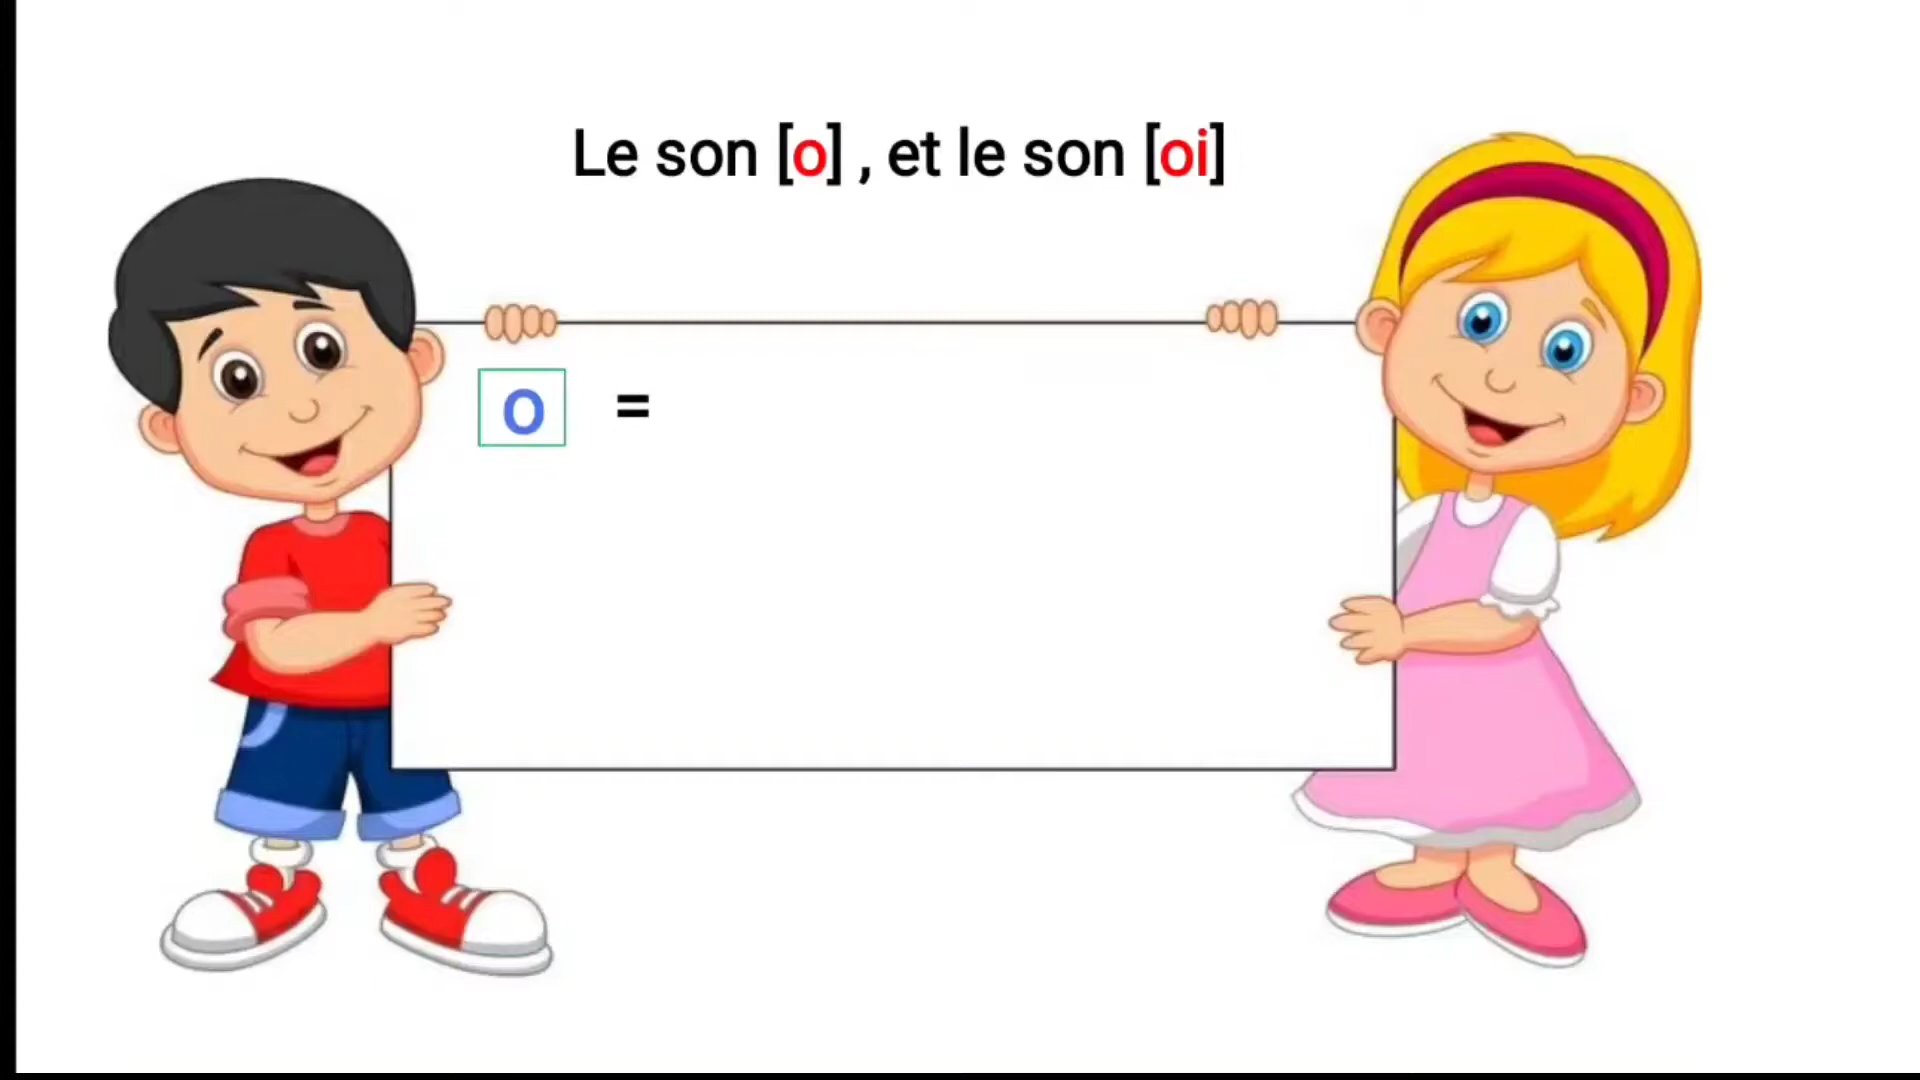 Le son [o] , et le son [oi]
o =